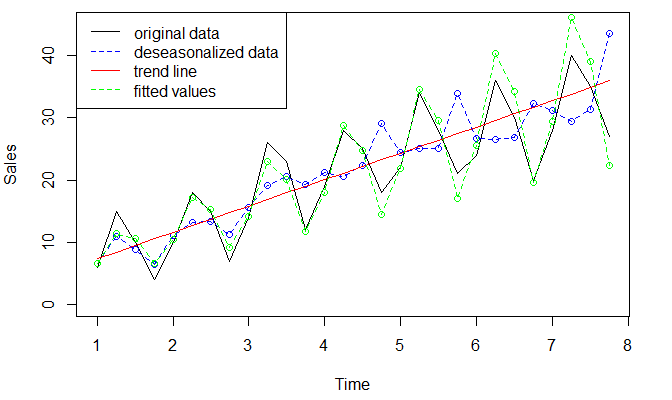 original data
deseasonalized data
trend line
fitted values
40
30
20
10
0
Sales
1 2 3 4 5 6 7 8
Time